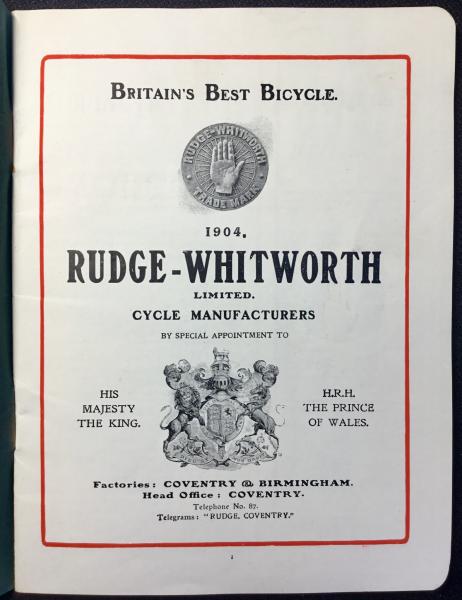 BRITAIN'S BEST BICYCLE.
RUDGE-WHITWORTH
TRADE MARK
1904.
RUDGE-WHITWORTH
LIMITED.
CYCLE MANUFACTURERS
BY SPECIAL APPOINTMENT TO
HIS
MAJESTY
THE KING.
H.R.H.
THE PRINCE
OF WALES.
Factories: COVENTRY & BIRMINGHAM.
Head Office: COVENTRY.
Telephone No. 87.
Telegrams: "RUDGE, COVENTRY."